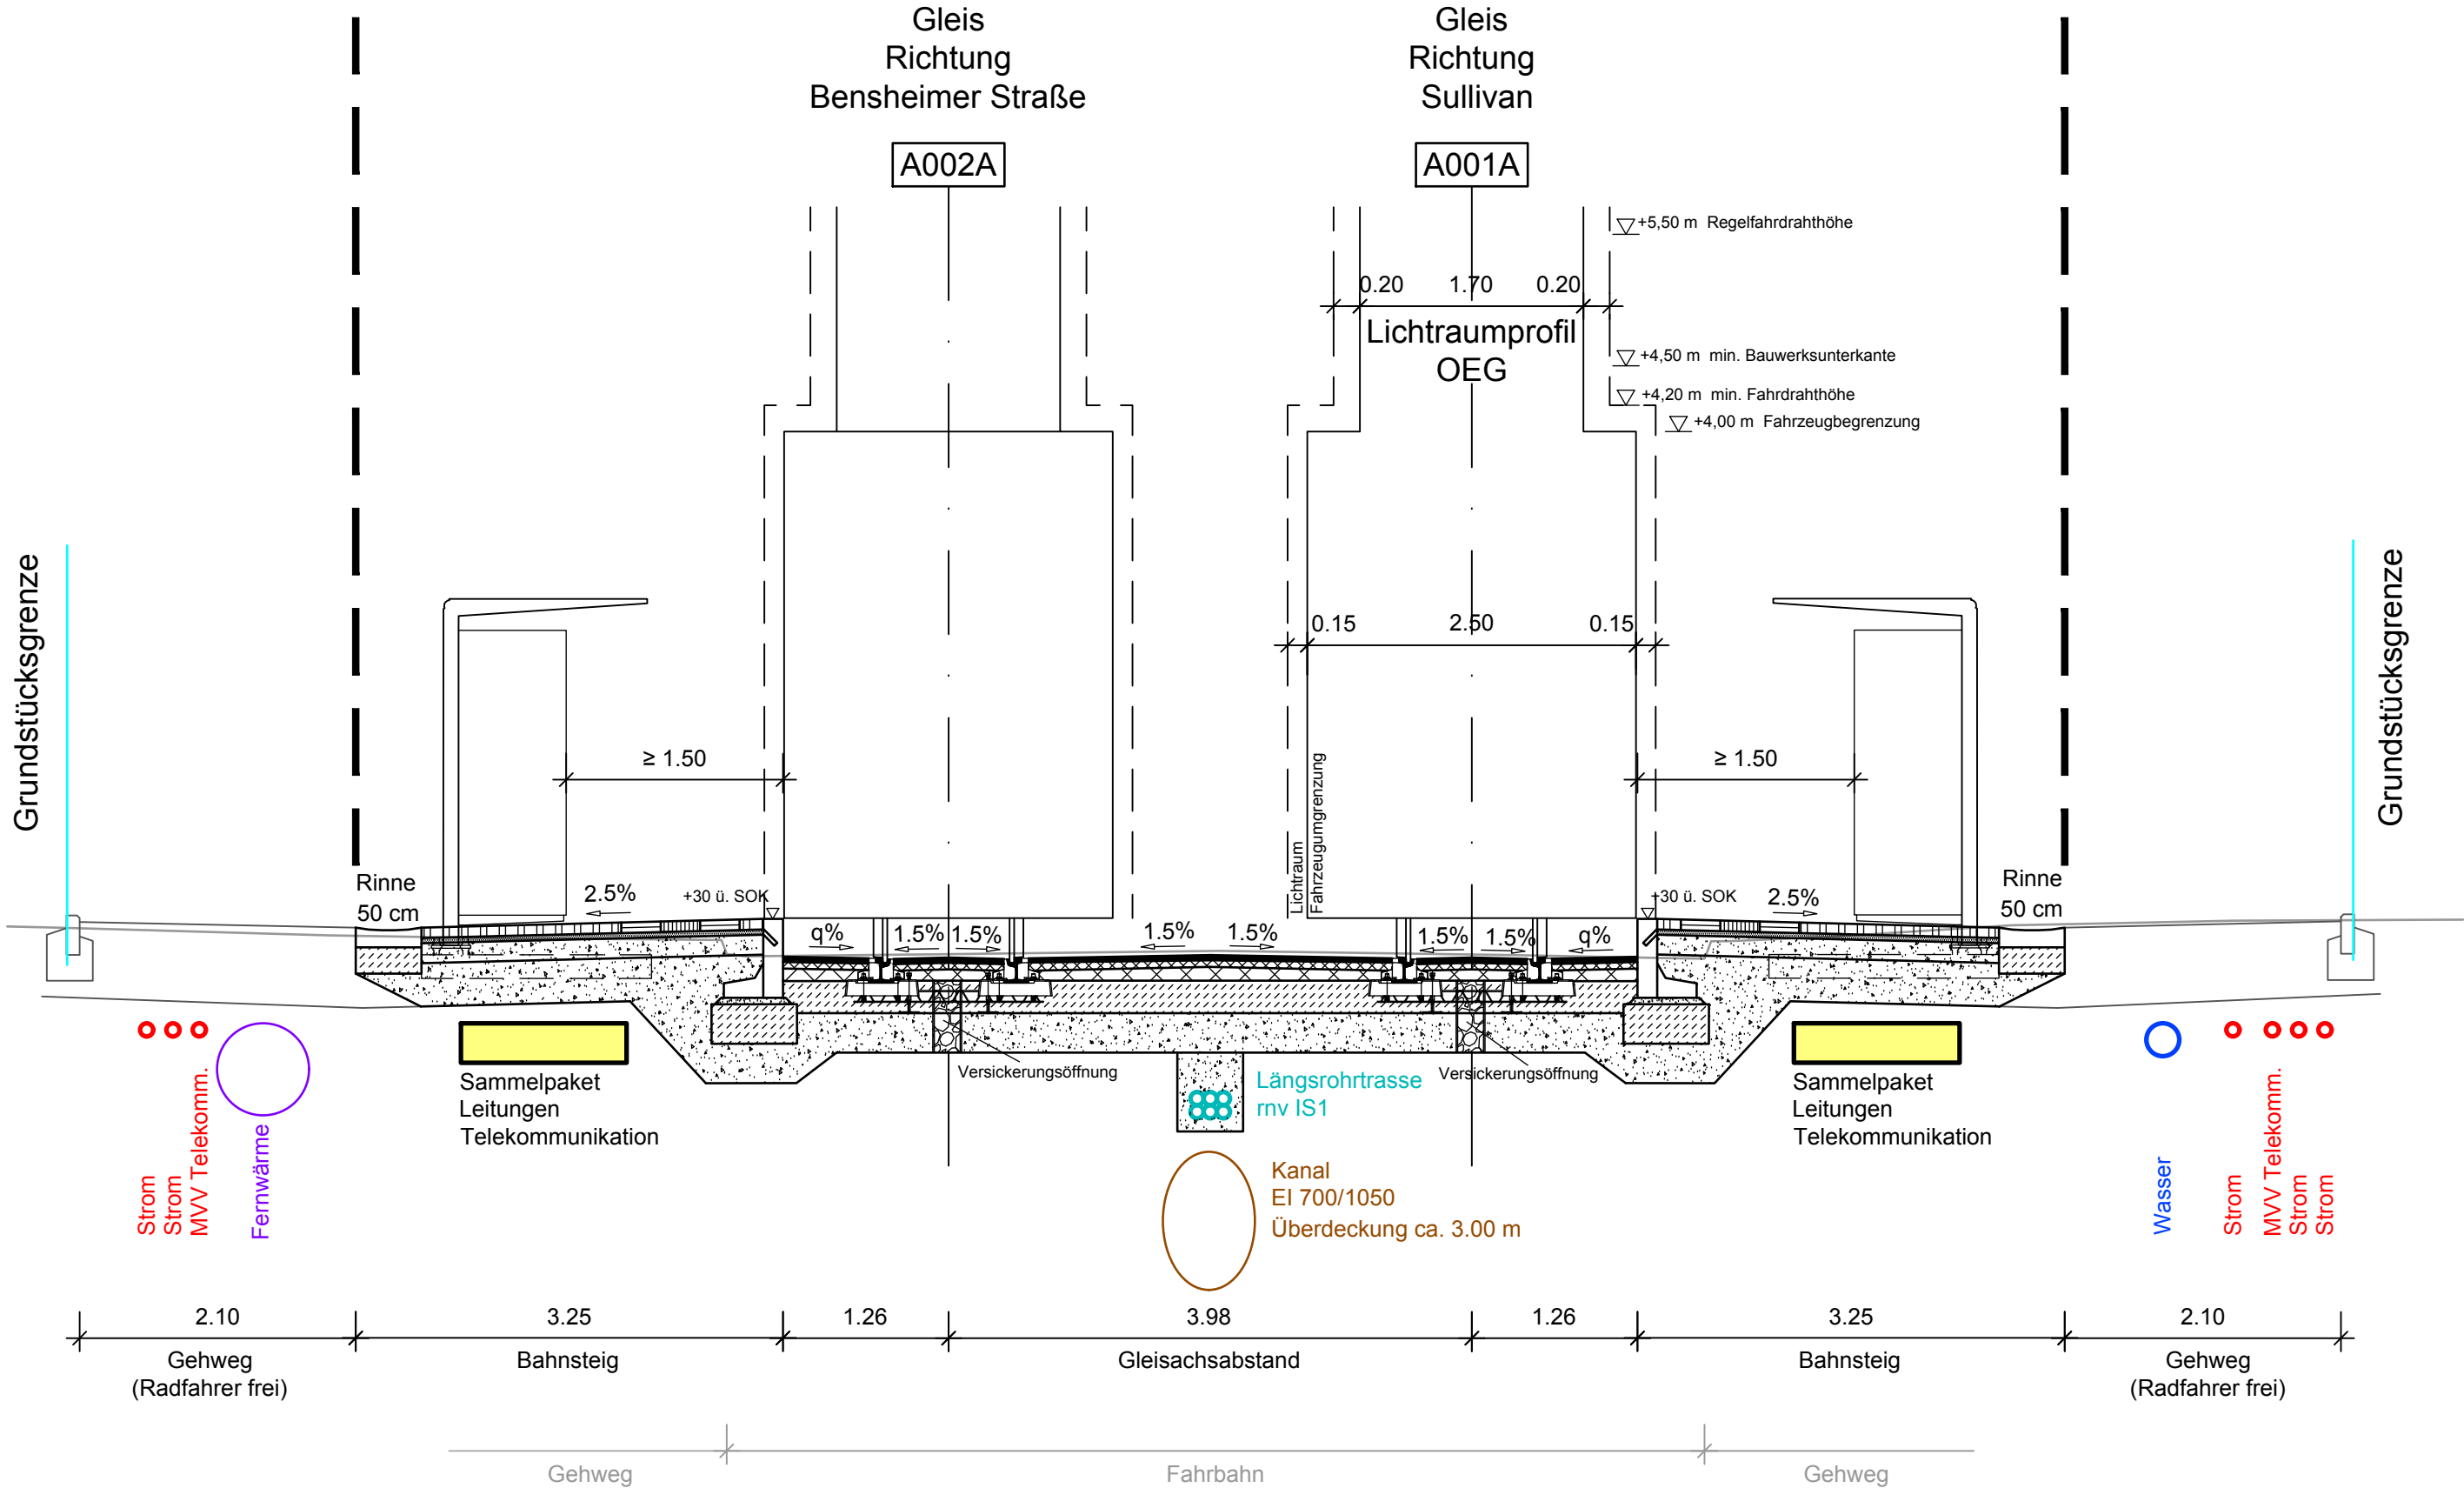 Gleis
Richtung
Bensheimer Straße
A002A
Gleis
Richtung
Sullivan
A001A
+5,50 m Regelfahrdrahthöhe
0.20 1.70 0.20
Lichtraumprofil
OEG
+4,50 m min. Bauwerksunterkante
+4,20 m min. Fahrdrahthöhe
+4,00 m Fahrzeugbegrenzung
Grundstücksgrenze
Grundstücksgrenze
0.15 2.50 0.15
≥ 1.50
≥ 1.50
Lichtraum
Fahrzeugumgrenzung
Rinne
50 cm
2.5%
+30 ü. SOK
+30 ü. SOK
2.5%
Rinne
50 cm
q% 1.5% 1.5% 1.5% 1.5% 1.5% 1.5% q%
Versickerungsöffnung
Versickerungsöffnung
Sammelpaket
Leitungen
Telekommunikation
Längsrohrtrasse
rnv IS1
Sammelpaket
Leitungen
Telekommunikation
Strom
Strom
MVV Telekomm.
Fernwärme
Kanal
EI 700/1050
Überdeckung ca. 3.00 m
Wasser
Strom
MVV Telekomm.
Strom
Strom
2.10 3.25 1.26 3.98 1.26 3.25 2.10
Gehweg
(Radfahrer frei)
Bahnsteig
Gleisachsabstand
Bahnsteig
Gehweg
(Radfahrer frei)
Gehweg Fahrbahn Gehweg